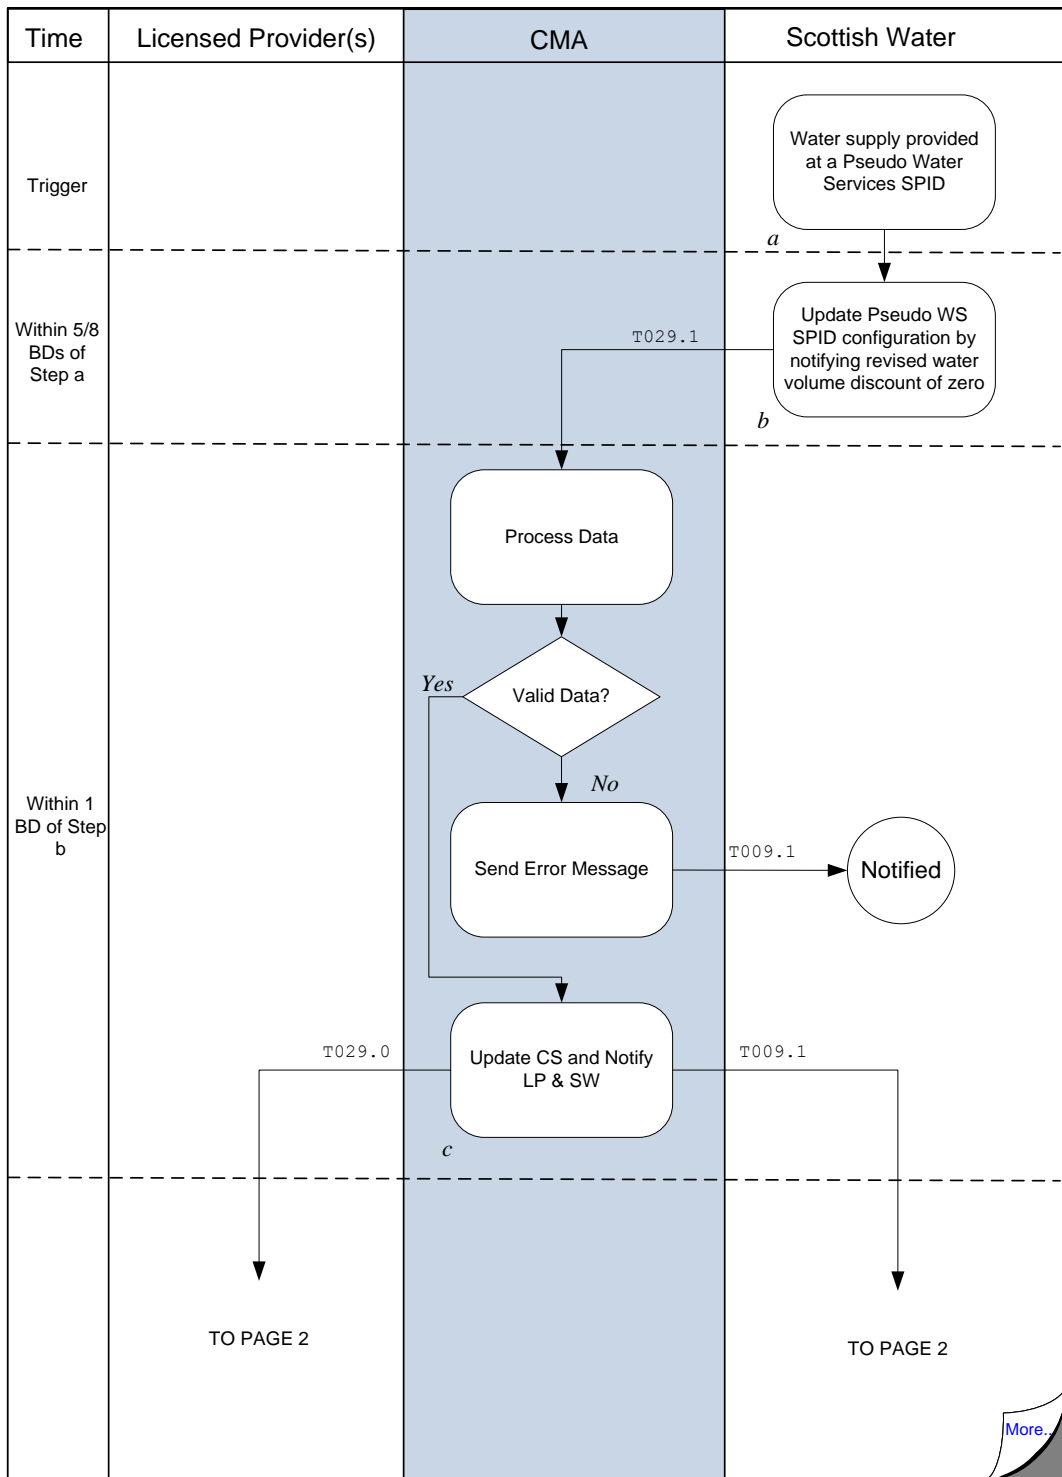 Time
Licensed Provider(s)
CMA
Scottish Water
Trigger
Water supply provided
at a Pseudo Water
Services SPID
a
Within 5/8
BDs of
Step a
T029.1
Update Pseudo WS
SPID configuration by
notifying revised water
volume discount of zero
b
Process Data
Yes
Valid Data?
No
Within 1
BD of Step
b
Send Error Message
T009.1
Notified
T029.0
Update CS and Notify
LP & SW
T009.1
c
TO PAGE 2
TO PAGE 2
More..